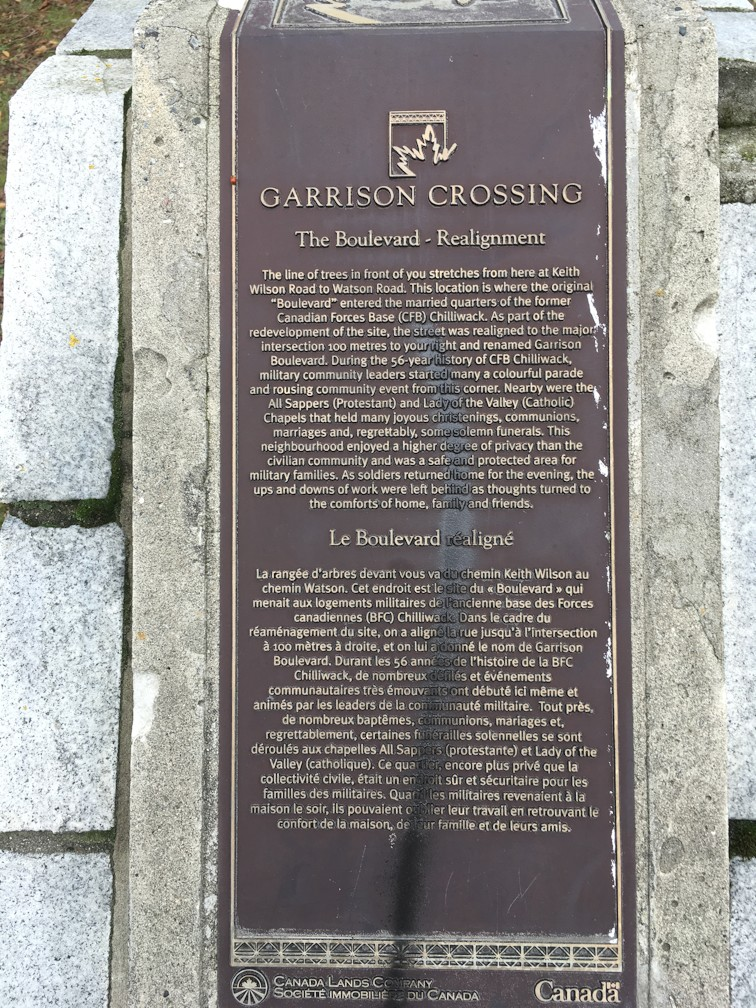 GARRISON CROSSING
The Boulevard - Realignment
The line of trees in front of you stretches from here at Keith
Wilson Road to Watson Road. This location is where the original
“Boulevard” entered the married quarters of the former
Canadian Forces Base (CFB) Chilliwack. As part of the
redevelopment of the site, the street was realigned to the major
intersection 100 metres to your right and renamed Garrison
Boulevard. During the 56-year history of CFB Chilliwack,
military community leaders started many a colourful parade
and rousing community event from this corner. Nearby were the
All Sappers (Protestant) and Lady of the Valley (Catholic)
Chapels that held many joyous christenings, communions,
marriages and, regrettably, some solemn funerals. This
neighbourhood enjoyed a higher degree of privacy than the
civilian community and was a safe and protected area for
military families. As soldiers returned home for the evening, the
ups and downs of work were left behind as thoughts turned to
the comforts of home, family and friends.
Le Boulevard réaligné
La rangée d'arbres devant vous va du chemin Keith Wilson au
chemin Watson. Cet endroit est le site du « Boulevard » qui
menait aux logements militaires de l'ancienne base des Forces
canadiennes (BFC) Chilliwack. Dans le cadre du
réaménagement du site, on a aligné la rue jusqu'à l'intersection
à 100 mètres à droite, et on lui a donné le nom de Garrison
Boulevard. Durant les 56 années de l'histoire de la BFC
Chilliwack, de nombreux défilés et événements
communautaires très émouvants ont débuté ici même et
animés par les leaders de la communauté militaire. Tout près,
de nombreux baptêmes, communions, mariages et,
regrettablement, certaines funérailles solennelles se sont
déroulés aux chapelles All Sappers (protestante) et Lady of the
Valley (catholique). Ce quartier, encore plus privé que la
collectivité civile, était un endroit sûr et sécuritaire pour les
familles des militaires. Quand les militaires revenaient à la
maison le soir, ils pouvaient oublier leur travail en retrouvant le
confort de la maison, de leur famille et de leurs amis.
CANADA LANDS COMPANY
SOCIÉTÉ IMMOBILIÈRE DU CANADA
Canada